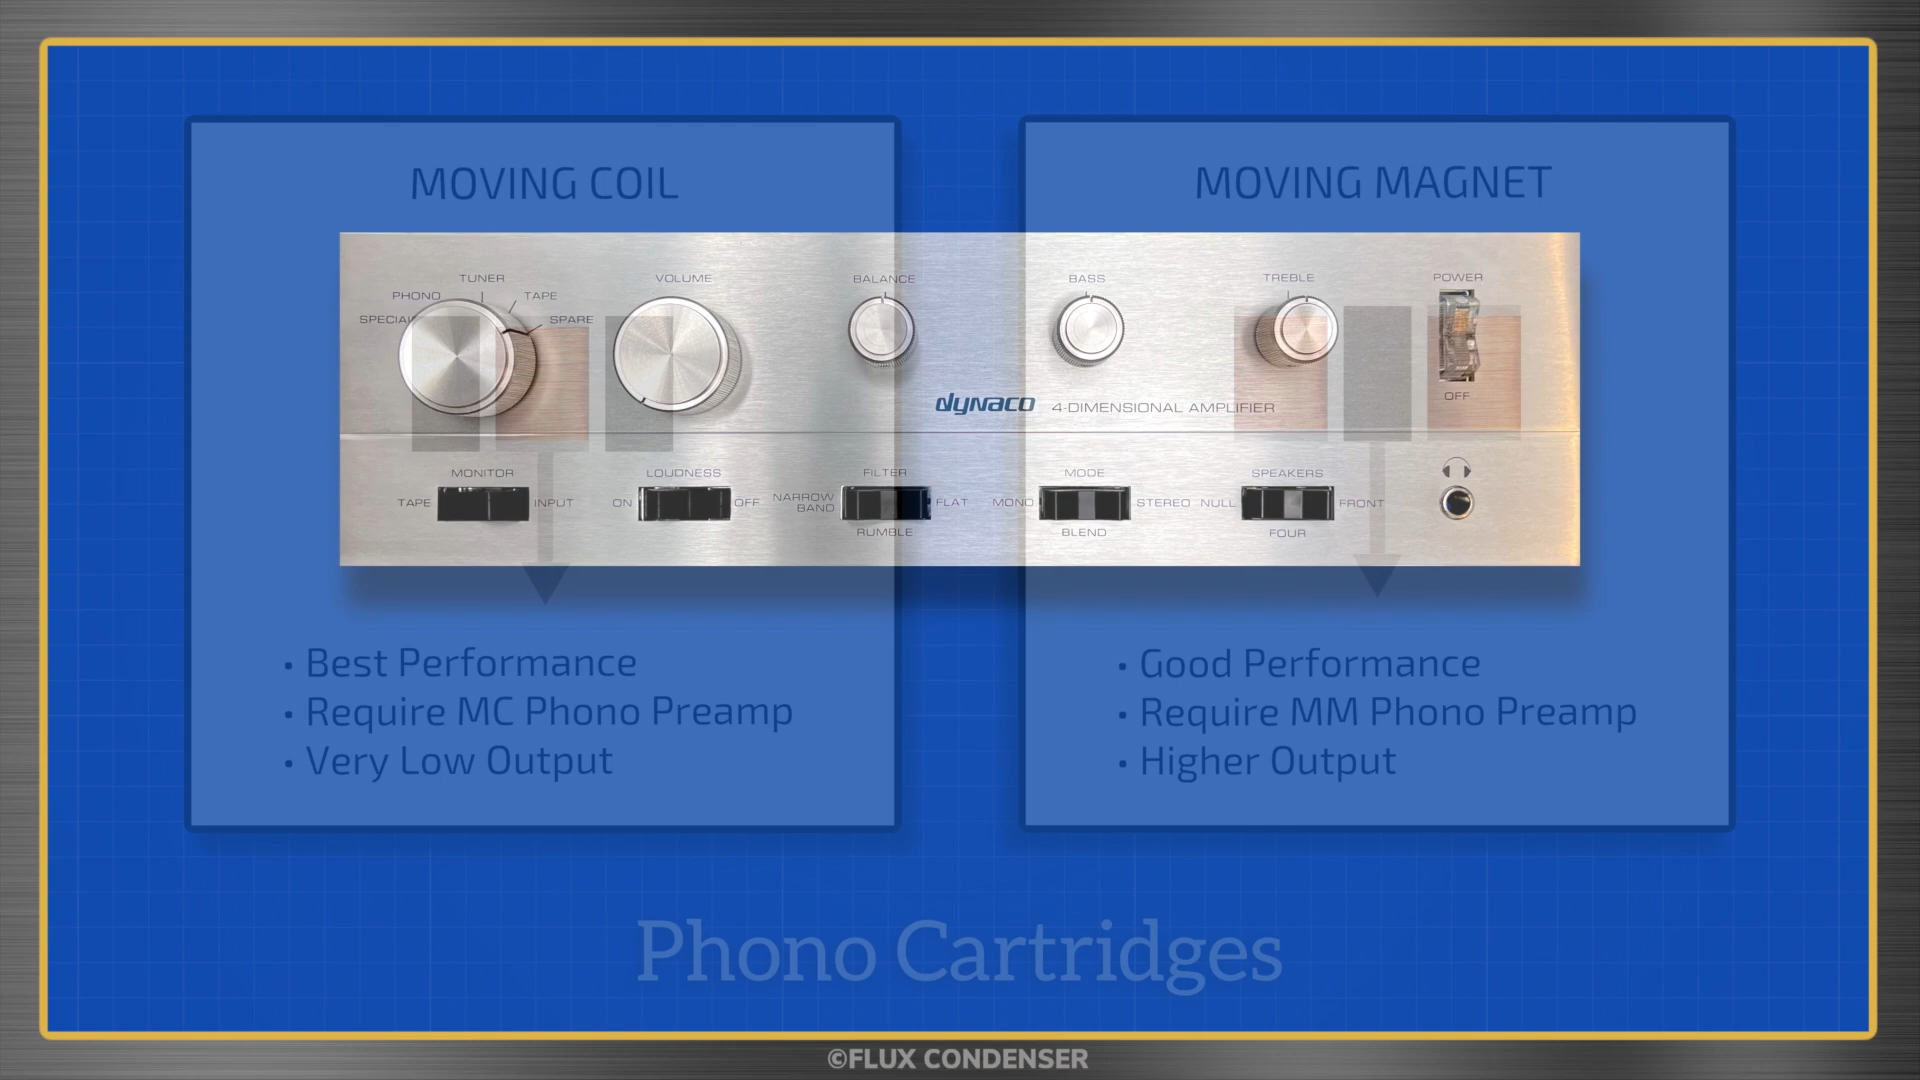 MOVING COIL
MOVING MAGNET
TUNER
VOLUME
BALANCE
BASS
TREBLE
POWER
PHONO
TAPE
SPECIAL
SPARE
OFF
dynaco 4-DIMENSIONAL AMPLIFIER
MONITOR
LOUDNESS
FILTER
MODE
SPEAKERS
TAPE
INPUT
ON
OFF
NARROW BAND
FLAT
MONO
STEREO
NULL
FRONT
RUMBLE
BLEND
FOUR
• Best Performance
• Require MC Phono Preamp
• Very Low Output
• Good Performance
• Require MM Phono Preamp
• Higher Output
Phono Cartridges
©FLUX CONDENSER